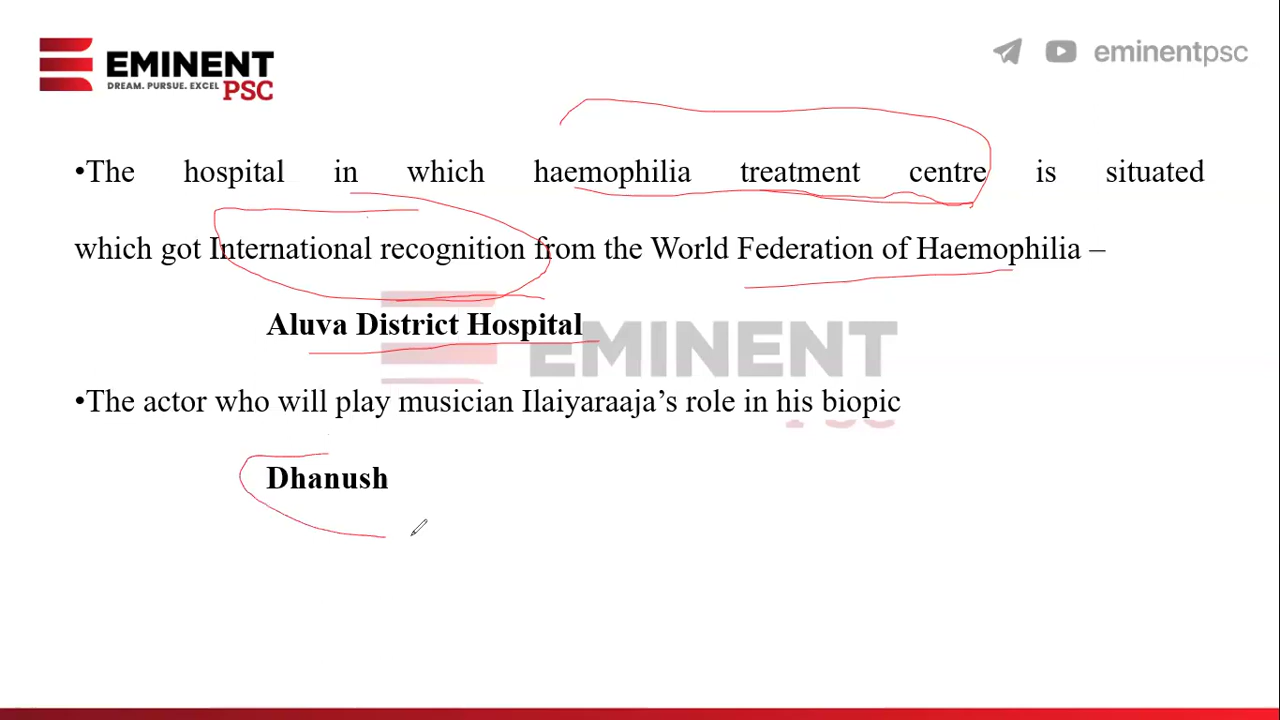 EMINENT
DREAM. PURSUE. EXCEL
PSC
eminentpsc
•The hospital in which haemophilia treatment centre is situated
which got International recognition from the World Federation of Haemophilia –
Aluva District Hospital
EMINENT
•The actor who will play musician Ilaiyaraaja’s role in his biopic
PSC
Dhanush